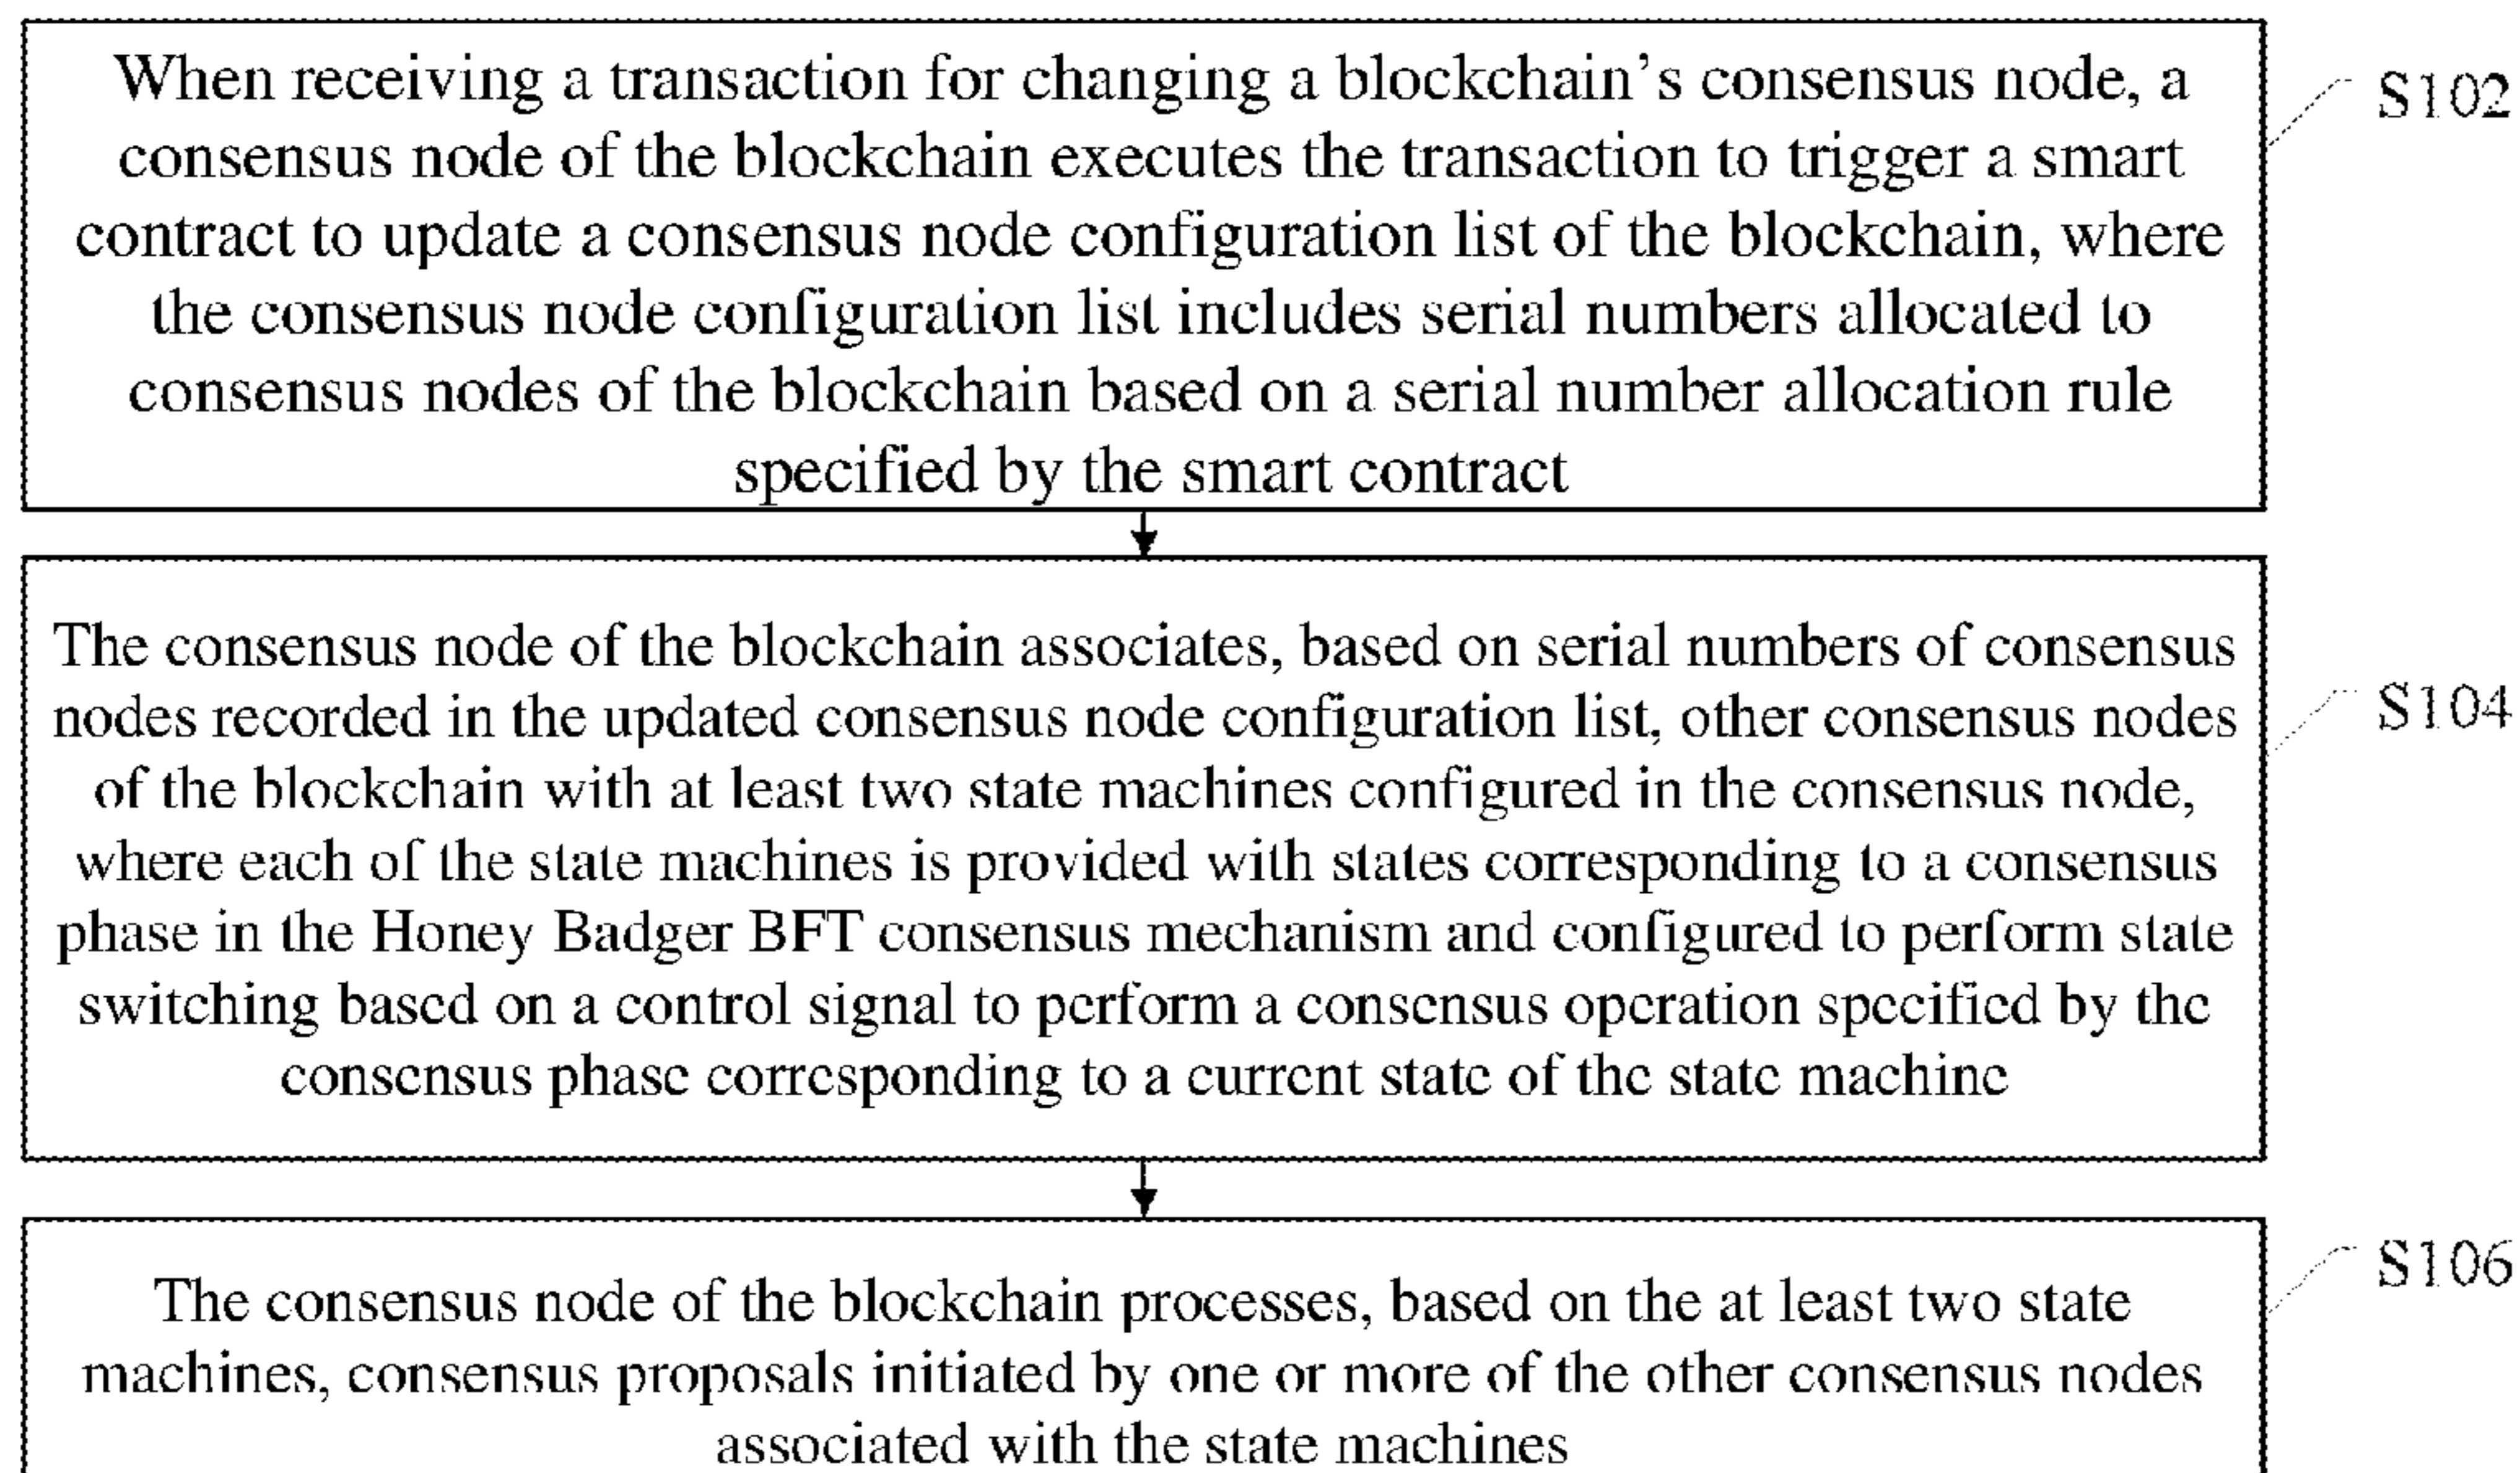 When receiving a transaction for changing a blockchain’s consensus node, a
consensus node of the blockchain executes the transaction to trigger a smart
contract to update a consensus node configuration list of the blockchain, where
the consensus node configuration list includes serial numbers allocated to
consensus nodes of the blockchain based on a serial number allocation rule
specified by the smart contract
S102
The consensus node of the blockchain associates, based on serial numbers of consensus
nodes recorded in the updated consensus node configuration list, other consensus nodes
of the blockchain with at least two state machines configured in the consensus node,
where each of the state machines is provided with states corresponding to a consensus
phase in the Honey Badger BFT consensus mechanism and configured to perform state
switching based on a control signal to perform a consensus operation specified by the
consensus phase corresponding to a current state of the state machine
S104
The consensus node of the blockchain processes, based on the at least two state
machines, consensus proposals initiated by one or more of the other consensus nodes
associated with the state machines
S106